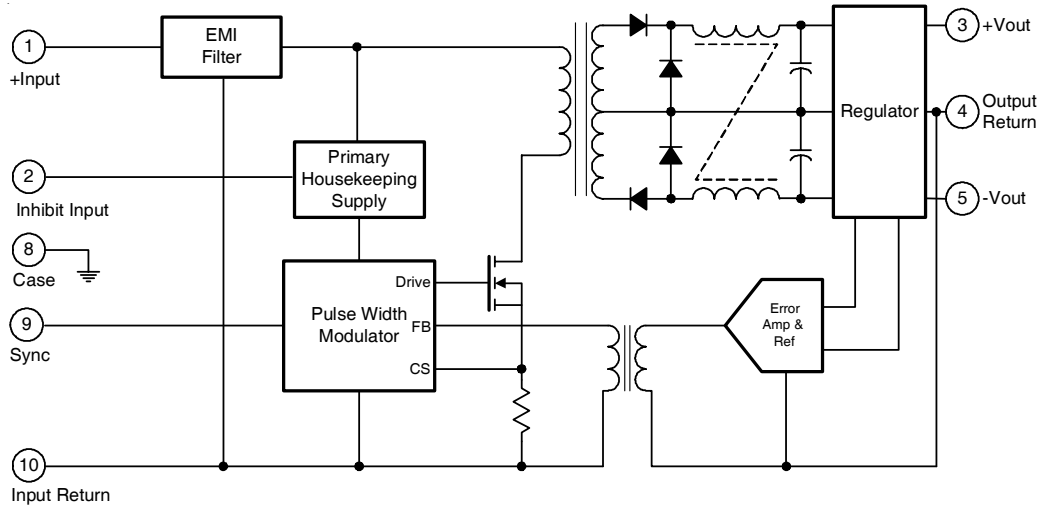 1
+Input
EMI
Filter
2
Inhibit Input
Primary
Housekeeping
Supply
8
Case
9
Sync
Pulse Width
Modulator
Drive
FB
CS
10
Input Return
Regulator
3
+Vout
4
Output
Return
5
-Vout
Error
Amp &
Ref